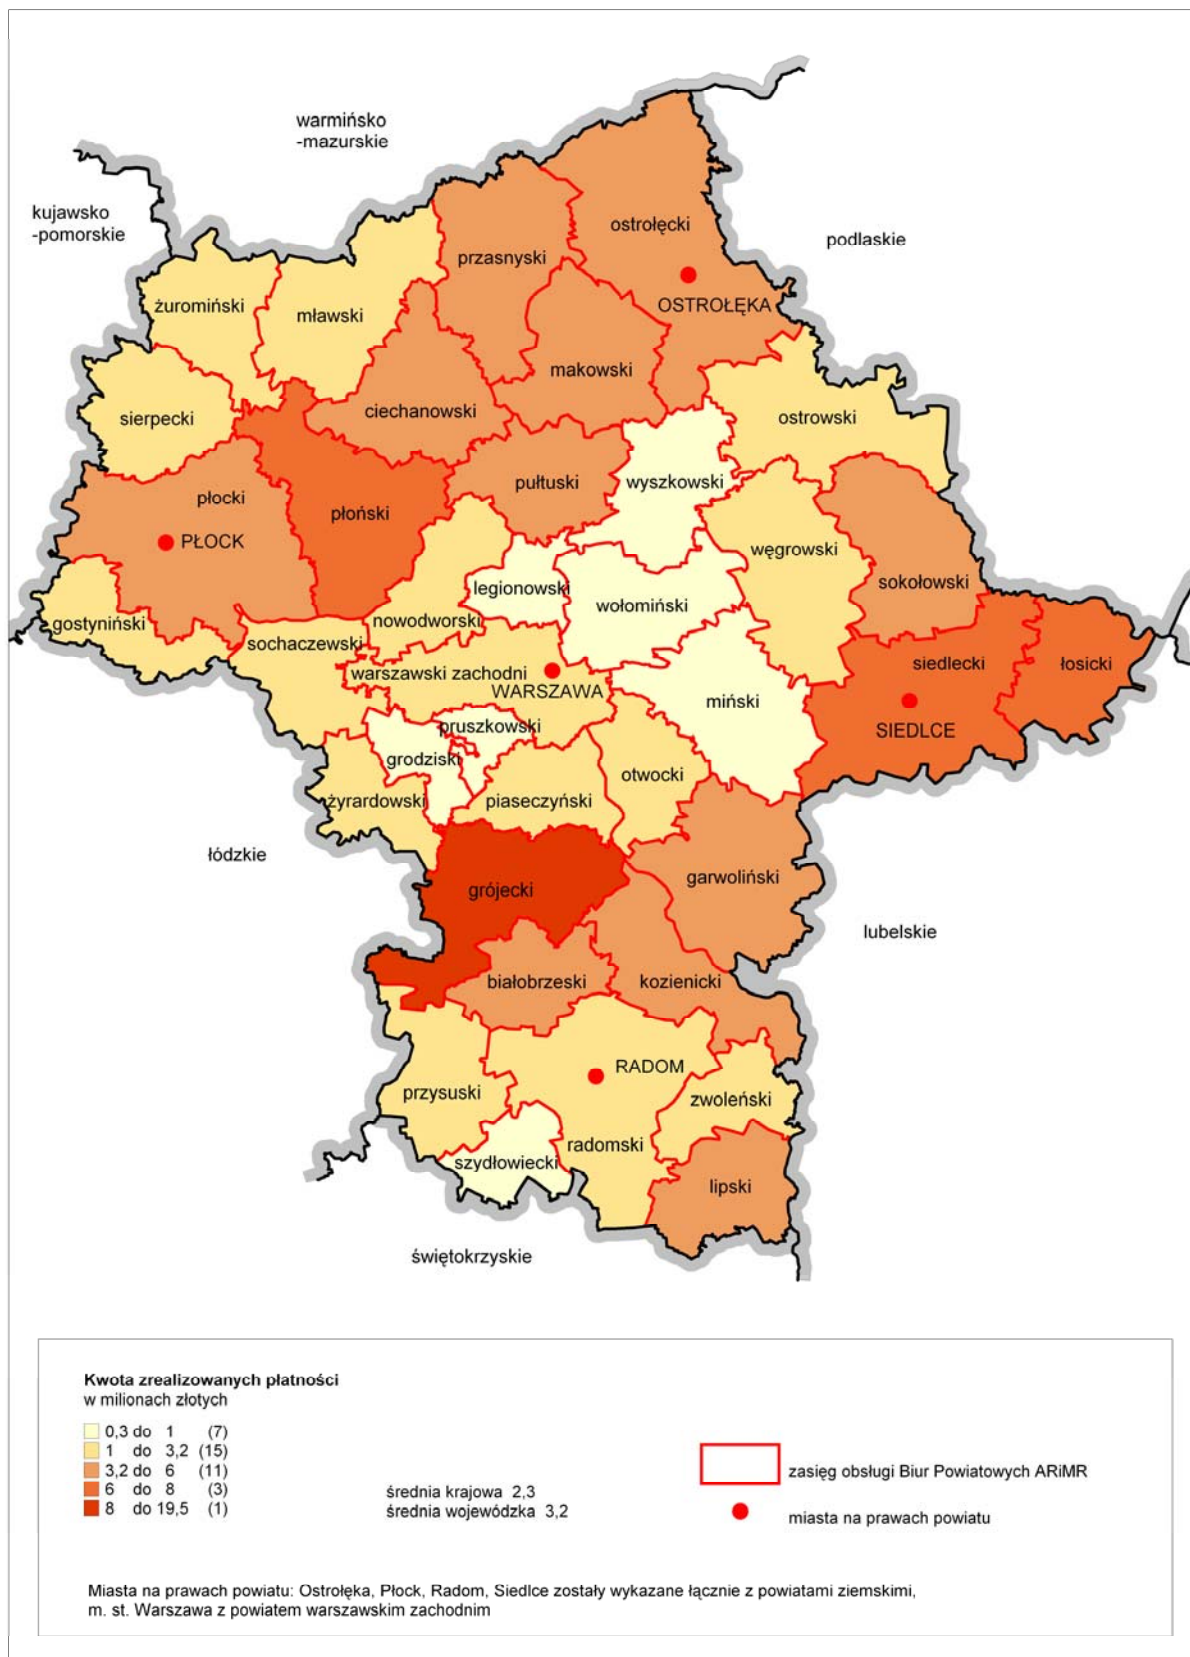 warmińsko
-mazurskie
kujawsko
-pomorskie
podlaskie
ostrołęcki
przasnyski
OSTROŁĘKA
żuromiński
mławski
makowski
ciechanowski
sierpecki
ostrowski
wyszkowski
pułtuski
płocki
płoński
PŁOCK
węgrowski
sokołowski
legionowski
wołomiński
gostyniński
nowodworski
sochaczewski
siedlecki
łosicki
warszawski zachodni
WARSZAWA
miński
SIEDLCE
pruszkowski
grodziski
otwocki
żyrardowski
piaseczyński
łódzkie
grójecki
garwoliński
lubelskie
białobrzeski
kozienicki
RADOM
przysuski
zwoleński
radomski
szydłowiecki
lipski
świętokrzyskie
Kwota zrealizowanych płatności
w milionach złotych
0,3 do 1 (7)
1 do 3,2 (15)
3,2 do 6 (11)
6 do 8 (3)
8 do 19,5 (1)
średnia krajowa 2,3
średnia wojewódzka 3,2
zasięg obsługi Biur Powiatowych ARiMR
miasta na prawach powiatu
Miasta na prawach powiatu: Ostrołęka, Płock, Radom, Siedlce zostały wykazane łącznie z powiatami ziemskimi,
m. st. Warszawa z powiatem warszawskim zachodnim